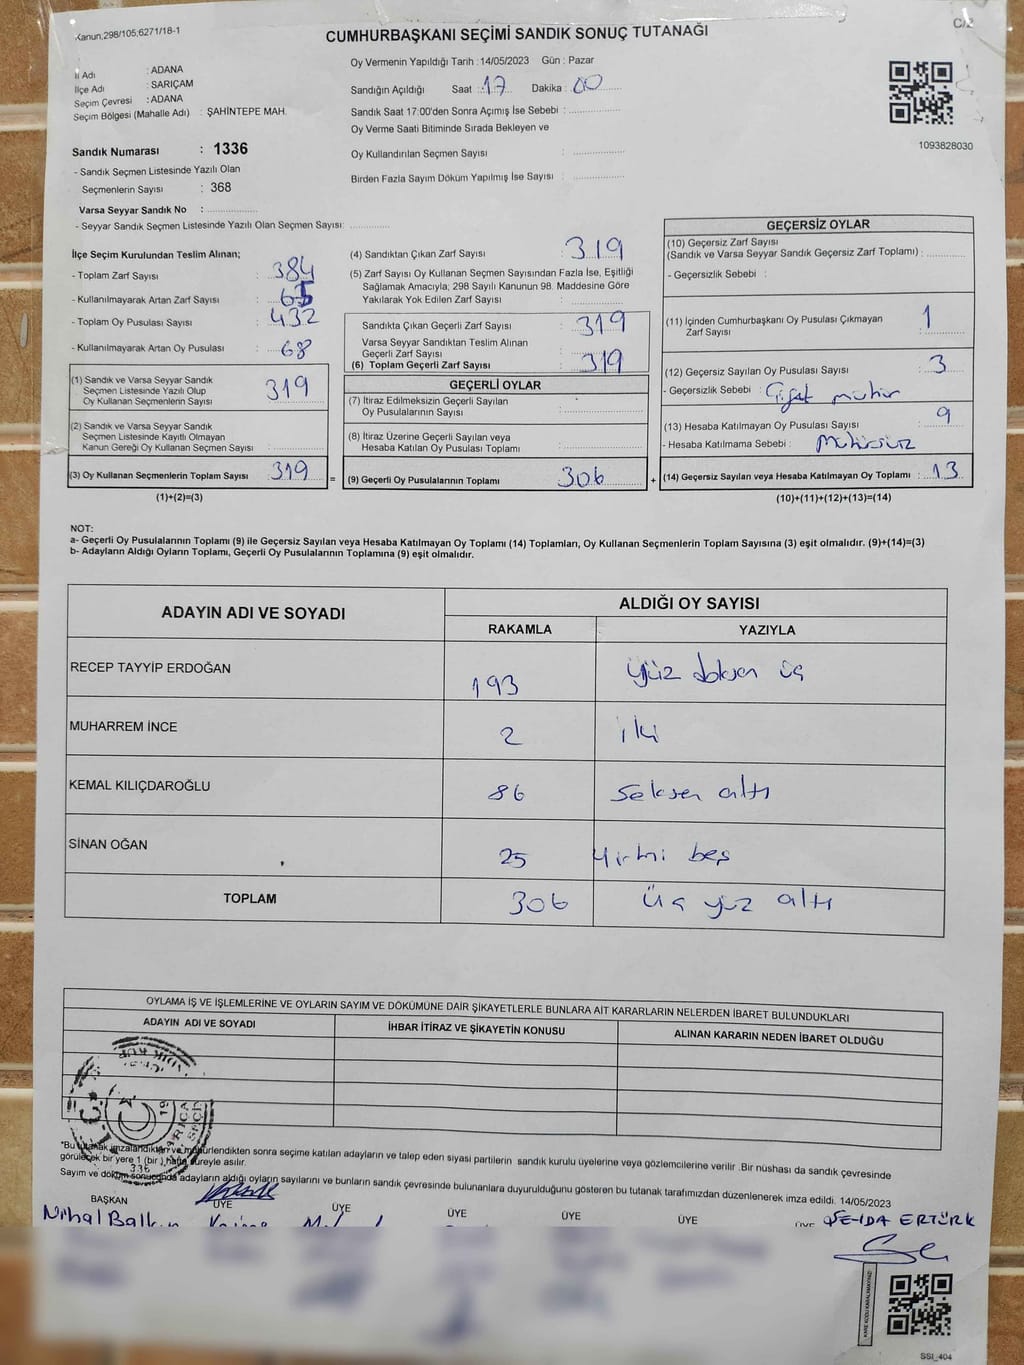 Kanun,298/105;6271/18-1
C/2
CUMHURBAŞKANI SEÇİMİ SANDIK SONUÇ TUTANAĞI
İl Adı : ADANA
İlçe Adı : SARIÇAM
Seçim Çevresi : ADANA
Seçim Bölgesi (Mahalle Adı) : ŞAHİNTEPE MAH.
Sandık Numarası : 1336
- Sandık Seçmen Listesinde Yazılı Olan
Seçmenlerin Sayısı : 368
Varsa Seyyar Sandık No :
- Seyyar Sandık Seçmen Listesinde Yazılı Olan Seçmen Sayısı:
Oy Vermenin Yapıldığı Tarih : 14/05/2023 Gün : Pazar
Sandığın Açıldığı Saat : 17 Dakika : 00
Sandık Saat 17:00'den Sonra Açımış İse Sebebi :
Oy Verme Saati Bitiminde Sırada Bekleyen ve
Oy Kullandırılan Seçmen Sayısı :
Birden Fazla Sayım Döküm Yapılmış İse Sayısı :
1093828030
İlçe Seçim Kurulundan Teslim Alınan;
- Toplam Zarf Sayısı : 384
- Kullanılmayarak Artan Zarf Sayısı :
- Toplam Oy Pusulası Sayısı : 432
- Kullanılmayarak Artan Oy Pusulası : 68
(1) Sandık ve Varsa Seyyar Sandık
Seçmen Listesinde Yazılı Olup
Oy Kullanan Seçmenlerin Sayısı : 319
(2) Sandık ve Varsa Seyyar Sandık
Seçmen Listesinde Kayıtlı Olmayan
Kanun Gereği Oy Kullanan Seçmen Sayısı :
(3) Oy Kullanan Seçmenlerin Toplam Sayısı : 319
(1)+(2)=(3)
=
(4) Sandıktan Çıkan Zarf Sayısı : 319
(5) Zarf Sayısı Oy Kullanan Seçmen Sayısından Fazla İse, Eşitliği
Sağlamak Amacıyla; 298 Sayılı Kanunun 98. Maddesine Göre
Yakılarak Yok Edilen Zarf Sayısı :
Sandıkta Çıkan Geçerli Zarf Sayısı : 319
Varsa Seyyar Sandıktan Teslim Alınan
Geçerli Zarf Sayısı :
(6) Toplam Geçerli Zarf Sayısı : 319
GEÇERLİ OYLAR
(7) İtiraz Edilmeksizin Geçerli Sayılan
Oy Pusulalarının Sayısı :
(8) İtiraz Üzerine Geçerli Sayılan veya
Hesaba Katılan Oy Pusulası Toplamı :
(9) Geçerli Oy Pusulalarının Toplamı : 306
+
GEÇERSİZ OYLAR
(10) Geçersiz Zarf Sayısı
(Sandık ve Varsa Seyyar Sandık Geçersiz Zarf Toplamı) :
- Geçersizlik Sebebi :
(11) İçinden Cumhurbaşkanı Oy Pusulası Çıkmayan
Zarf Sayısı : 1
(12) Geçersiz Sayılan Oy Pusulası Sayısı : 3
- Geçersizlik Sebebi : Çift mühür
(13) Hesaba Katılmayan Oy Pusulası Sayısı : 9
- Hesaba Katılmama Sebebi : Mühürsüz
(14) Geçersiz Sayılan veya Hesaba Katılmayan Oy Toplamı : 13
(10)+(11)+(12)+(13)=(14)
NOT:
a- Geçerli Oy Pusulalarının Toplamı (9) ile Geçersiz Sayılan veya Hesaba Katılmayan Oy Toplamı (14) Toplamları, Oy Kullanan Seçmenlerin Toplam Sayısına (3) eşit olmalıdır. (9)+(14)=(3)
b- Adayların Aldığı Oyların Toplamı, Geçerli Oy Pusulalarının Toplamına (9) eşit olmalıdır.
ADAYIN ADI VE SOYADI ALDIĞI OY SAYISI
RAKAMLA YAZIYLA
RECEP TAYYİP ERDOĞAN 193 Yüz doksan üç
MUHARREM İNCE 2 iki
KEMAL KILIÇDAROĞLU 86 Seksen altı
SİNAN OĞAN 25 Yirmi beş
TOPLAM 306 Üç yüz altı
OYLAMA İŞ VE İŞLEMLERİNE VE OYLARIN SAYIM VE DÖKÜMÜNE DAİR ŞİKAYETLERLE BUNLARA AİT KARARLARIN NELERDEN İBARET BULUNDUKLARI
ADAYIN ADI VE SOYADI İHBAR İTİRAZ VE ŞİKAYETİN KONUSU ALINAN KARARIN NEDEN İBARET OLDUĞU
*Bu tutanak imzalandıktan ve mühürlendikten sonra seçime katılan adayların ve talep eden siyasi partilerin sandık kurulu üyelerine veya gözlemcilerine verilir .Bir nüshası da sandık çevresinde
görülecek bir yere 1 (bir ) hafta süreyle asılır.
Sayım ve döküm sonucunda adayların aldığı oyların sayılarını ve bunların sandık çevresinde bulunanlara duyurulduğunu gösteren bu tutanak tarafımızdan düzenlenerek imza edildi. 14/05/2023
BAŞKAN ÜYE ÜYE ÜYE ÜYE ÜYE ÜYE
Nihal
ERTÜRK
KARE KODU KARALAMAYINIZ!
SSI_404